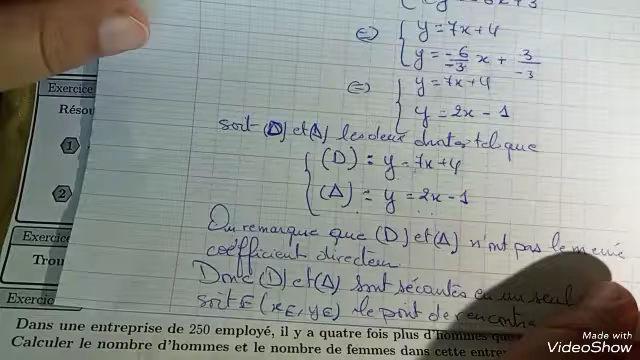 y = 7x + 4
⇔ { y = -6/-3 x + 3/-3
⇔ { y = 7x + 4
y = 2x - 1
Exercice
Résou
1
2
soit (D) et (Δ) les deux droites tel que
{ (D) : y = 7x + 4
(Δ) : y = 2x - 1
On remarque que (D) et (Δ) n'ont pas le même
coéfficient directeur
Donc (D) et (Δ) sont sécantes en un seul
soit E (xE, yE) le point de rencontre
Exercice
Trou
Exercic
Dans une entreprise de 250 employé, il y a quatre fois plus d'hommes que
Calculer le nombre d'hommes et le nombre de femmes dans cette entre
Made with
VideoShow